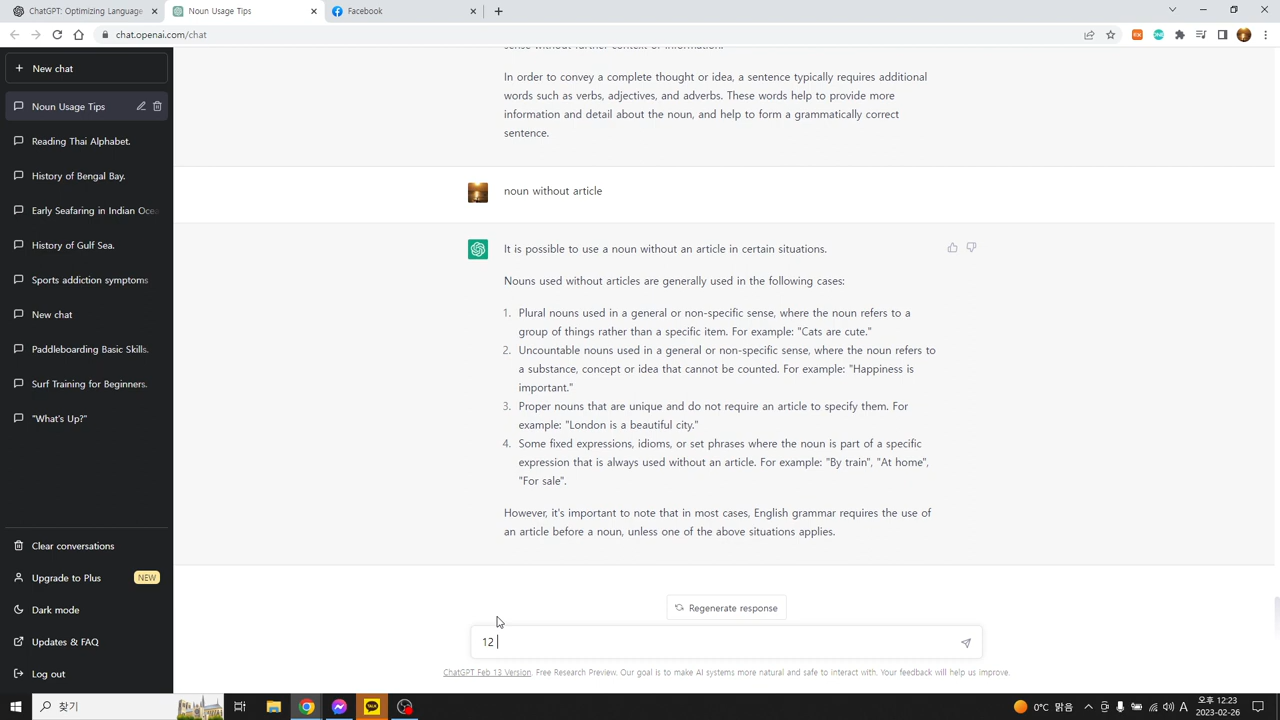 ChatGPT: Optimizing Language
Noun Usage Tips
Facebook
chat.openai.com/chat
New chat
Noun Usage Tips
Reading Thai Alphabet.
History of Bengal Bay.
Early Seafaring in Indian Ocea
History of Gulf Sea.
Sports addiction symptoms
New chat
Paddleboarding Basic Skills.
Surf Training for Beginners.
"What's Up?"
Clear conversations
Upgrade to Plus NEW
Dark mode
Updates & FAQ
Log out
sense without further context or information.
In order to convey a complete thought or idea, a sentence typically requires additional
words such as verbs, adjectives, and adverbs. These words help to provide more
information and detail about the noun, and help to form a grammatically correct
sentence.
noun without article
It is possible to use a noun without an article in certain situations.
Nouns used without articles are generally used in the following cases:
1. Plural nouns used in a general or non-specific sense, where the noun refers to a
group of things rather than a specific item. For example: "Cats are cute."
2. Uncountable nouns used in a general or non-specific sense, where the noun refers to
a substance, concept or idea that cannot be counted. For example: "Happiness is
important."
3. Proper nouns that are unique and do not require an article to specify them. For
example: "London is a beautiful city."
4. Some fixed expressions, idioms, or set phrases where the noun is part of a specific
expression that is always used without an article. For example: "By train", "At home",
"For sale".
However, it's important to note that in most cases, English grammar requires the use of
an article before a noun, unless one of the above situations applies.
Regenerate response
12
ChatGPT Feb 13 Version. Free Research Preview. Our goal is to make AI systems more natural and safe to interact with. Your feedback will help us improve.
찾기
TALK
0°C 맑음
A
오후 12:23
2023-02-26